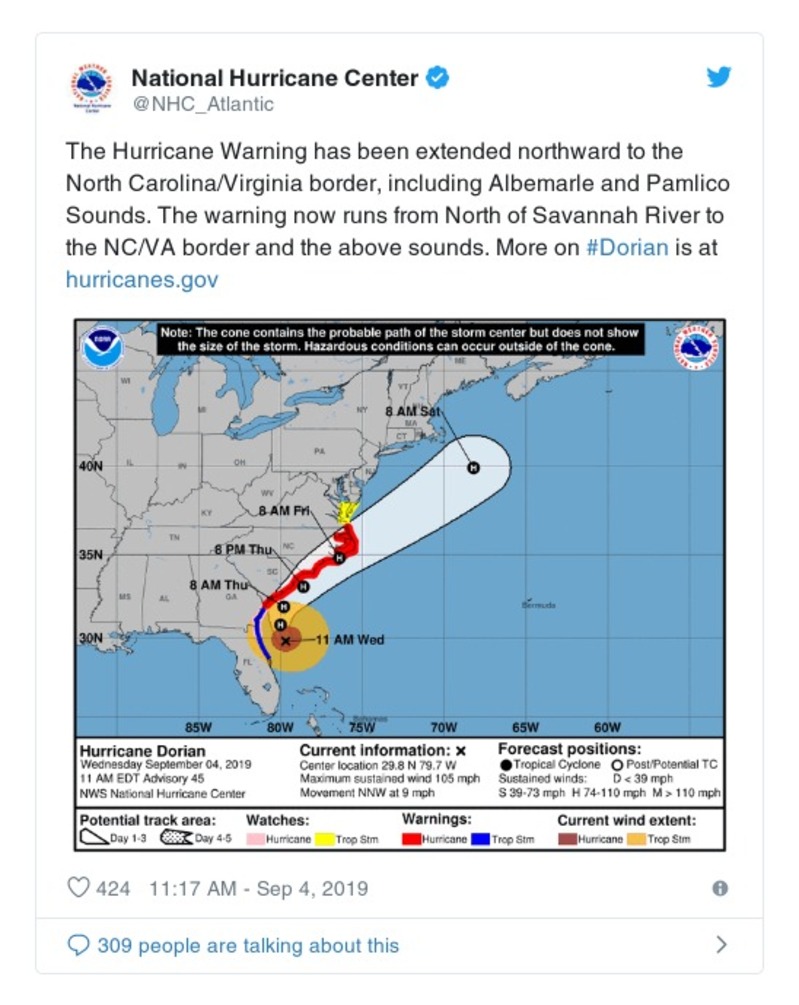 National Hurricane Center
@NHC_Atlantic
The Hurricane Warning has been extended northward to the
North Carolina/Virginia border, including Albemarle and Pamlico
Sounds. The warning now runs from North of Savannah River to
the NC/VA border and the above sounds. More on #Dorian is at
hurricanes.gov
Note: The cone contains the probable path of the storm center but does not show
the size of the storm. Hazardous conditions can occur outside of the cone.
NOAA
ME
WI
VT
MI
NY
8 AM Sat
MA
CT
PA
40N
IL
IN
OH
NJ
WV
KY
8 AM Fri
TN
8 PM Thu
NC
35N
8 AM Thu
SC
MS
AL
GA
Bermuda
30N
11 AM Wed
FL
Bahamas
85W
80W
75W
70W
65W
60W
Hurricane Dorian
Wednesday September 04, 2019
11 AM EDT Advisory 45
NWS National Hurricane Center
Current information: x
Center location 29.8 N 79.7 W
Maximum sustained wind 105 mph
Movement NNW at 9 mph
Forecast positions:
Tropical Cyclone Post/Potential TC
Sustained winds: D < 39 mph
S 39-73 mph H 74-110 mph M > 110 mph
Potential track area:
Day 1-3 Day 4-5
Watches:
Hurricane Trop Stm
Warnings:
Hurricane Trop Stm
Current wind extent:
Hurricane Trop Stm
424 11:17 AM - Sep 4, 2019
309 people are talking about this